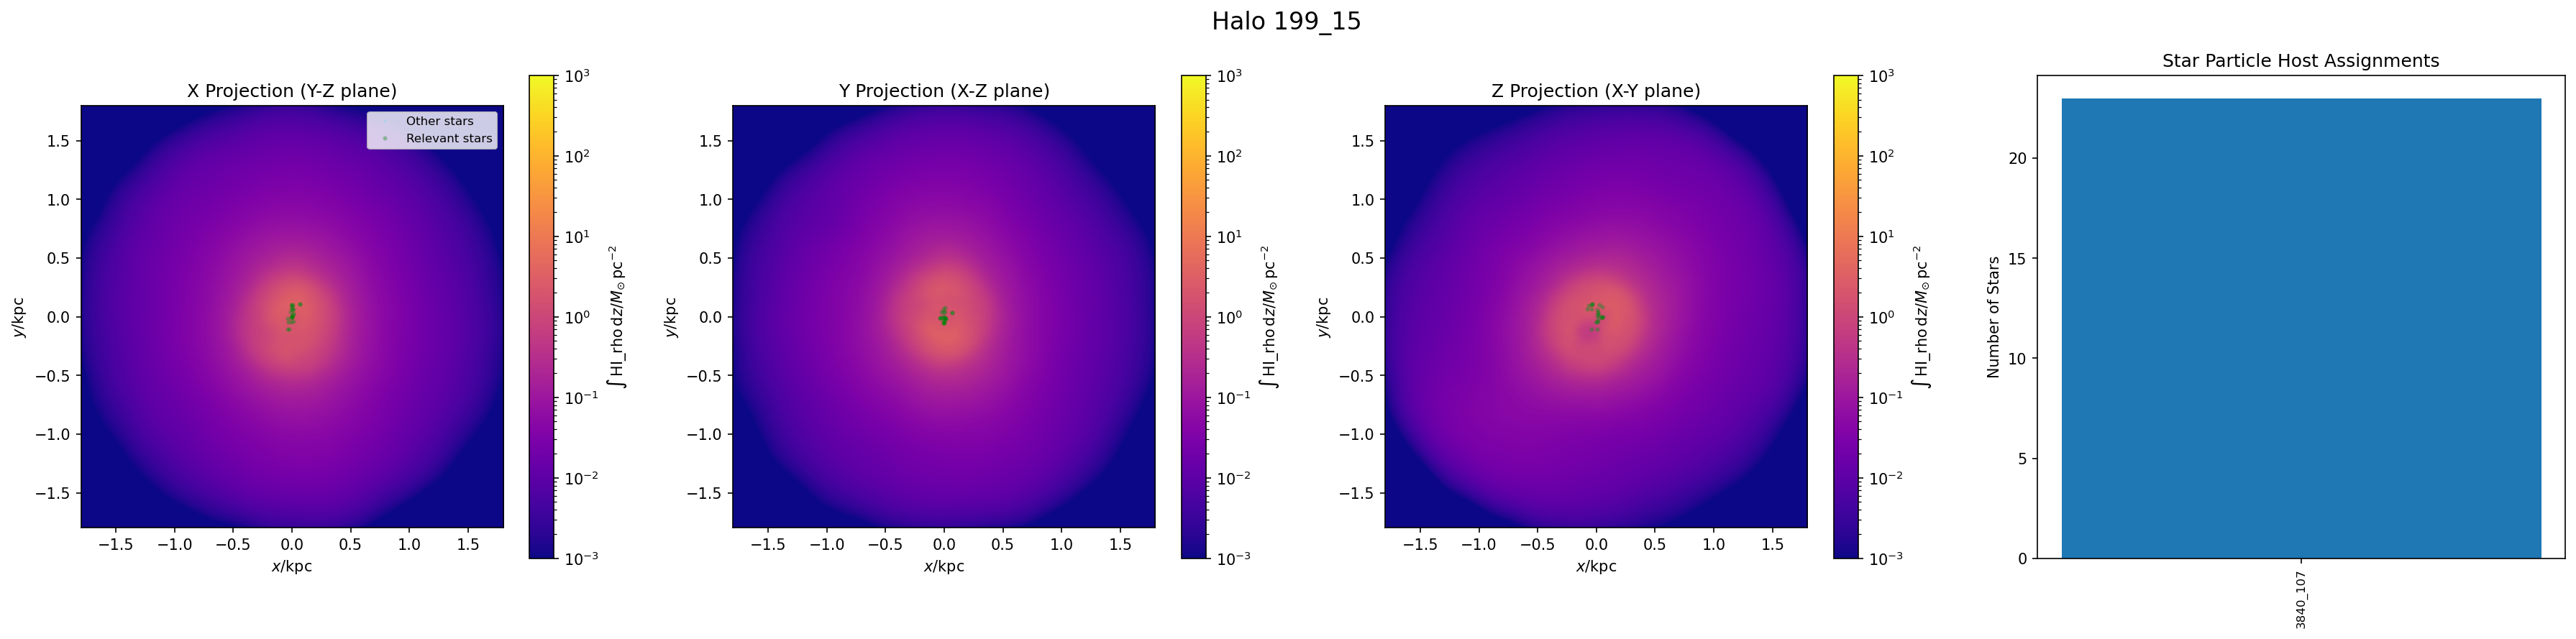 Halo 199_15
X Projection (Y-Z plane)
Other stars
Relevant stars
1.5
1.0
0.5
0.0
−0.5
−1.0
−1.5
y/kpc
−1.5 −1.0 −0.5 0.0 0.5 1.0 1.5
x/kpc
10³
10²
10¹
10⁰
10⁻¹
10⁻²
10⁻³
∫ HI_rho dz/M⊙ pc⁻²
Y Projection (X-Z plane)
1.5
1.0
0.5
0.0
−0.5
−1.0
−1.5
y/kpc
−1.5 −1.0 −0.5 0.0 0.5 1.0 1.5
x/kpc
10³
10²
10¹
10⁰
10⁻¹
10⁻²
10⁻³
∫ HI_rho dz/M⊙ pc⁻²
Z Projection (X-Y plane)
1.5
1.0
0.5
0.0
−0.5
−1.0
−1.5
y/kpc
−1.5 −1.0 −0.5 0.0 0.5 1.0 1.5
x/kpc
10³
10²
10¹
10⁰
10⁻¹
10⁻²
10⁻³
∫ HI_rho dz/M⊙ pc⁻²
Star Particle Host Assignments
20
15
10
5
0
Number of Stars
3840_107